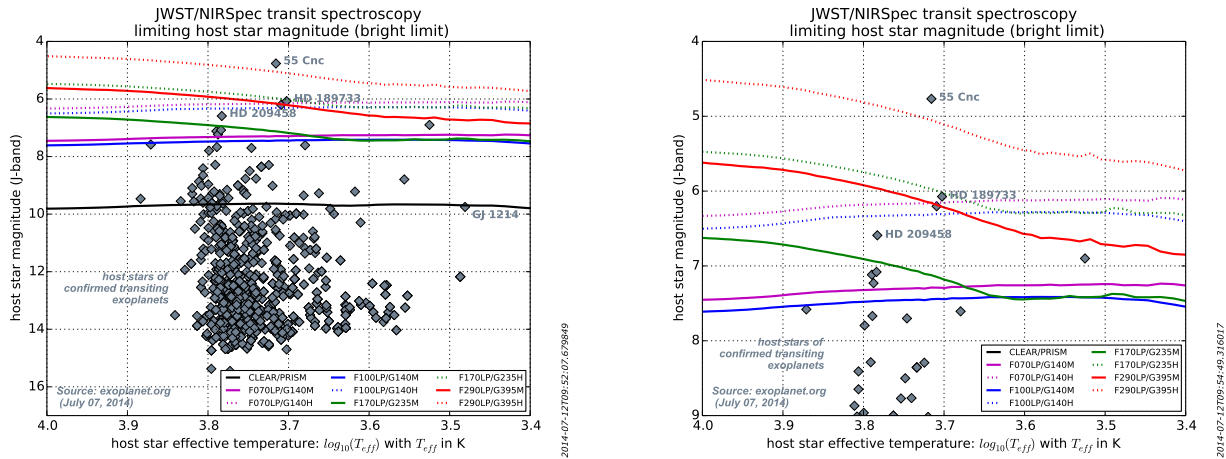 JWST/NIRSpec transit spectroscopy
limiting host star magnitude (bright limit)
4
6
8
10
12
14
16
host star magnitude (J-band)
55 Cnc
HD 189733
HD 209458
GJ 1214
host stars of
confirmed transiting
exoplanets
Source: exoplanet.org
(July 07, 2014)
CLEAR/PRISM
F070LP/G140M
F070LP/G140H
F100LP/G140M
F100LP/G140H
F170LP/G235M
F170LP/G235H
F290LP/G395M
F290LP/G395H
4.0 3.9 3.8 3.7 3.6 3.5 3.4
host star effective temperature: log10(Teff) with Teff in K
2014-07-12T09:52:07.679849
JWST/NIRSpec transit spectroscopy
limiting host star magnitude (bright limit)
4
5
6
7
8
9
host star magnitude (J-band)
55 Cnc
HD 189733
HD 209458
host stars of
confirmed transiting
exoplanets
Source: exoplanet.org
(July 07, 2014)
CLEAR/PRISM
F070LP/G140M
F070LP/G140H
F100LP/G140M
F100LP/G140H
F170LP/G235M
F170LP/G235H
F290LP/G395M
F290LP/G395H
4.0 3.9 3.8 3.7 3.6 3.5 3.4
host star effective temperature: log10(Teff) with Teff in K
2014-07-12T09:54:49.316017